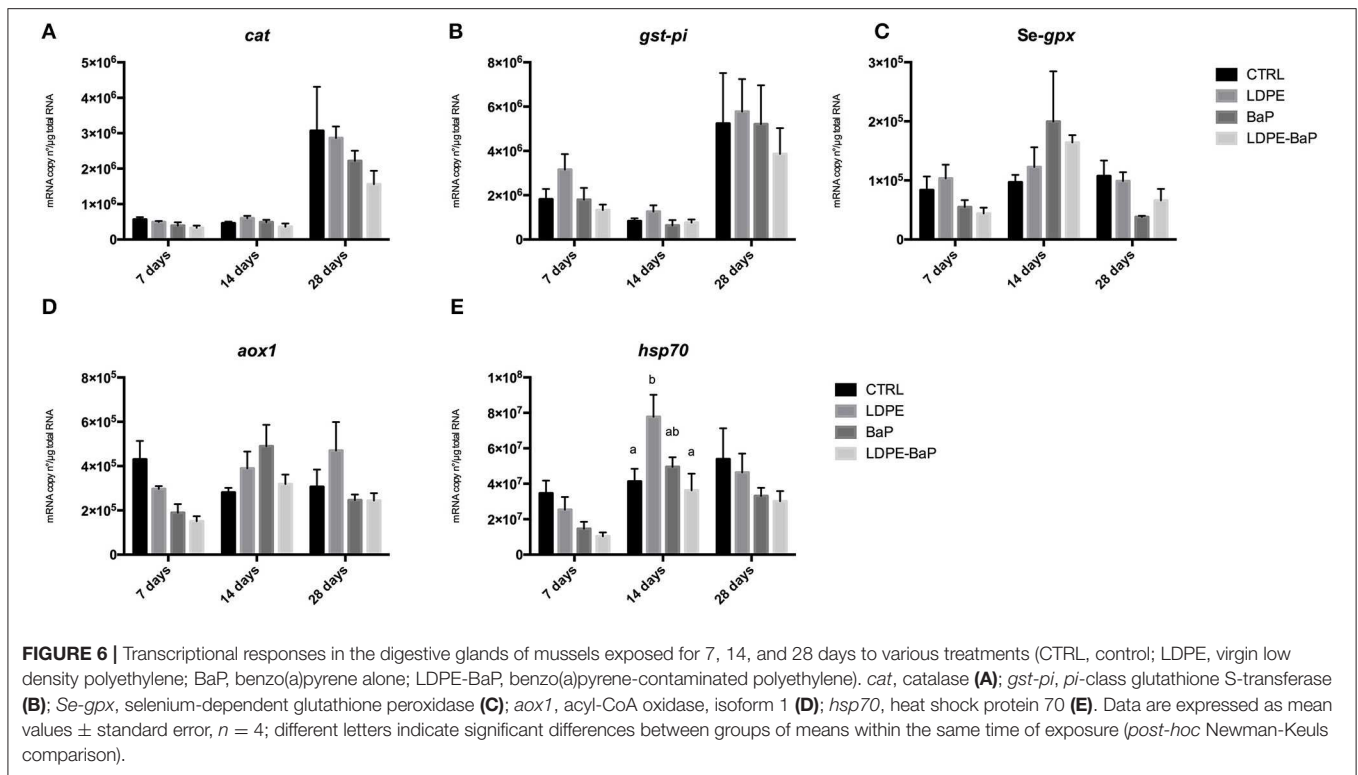 A
cat
mRNA copy n°/µg total RNA
5×10⁶
4×10⁶
3×10⁶
2×10⁶
1×10⁶
0
7 days
14 days
28 days
B
gst-pi
mRNA copy n°/µg total RNA
8×10⁶
6×10⁶
4×10⁶
2×10⁶
0
7 days
14 days
28 days
C
Se-gpx
mRNA copy n°/µg total RNA
3×10⁵
2×10⁵
1×10⁵
0
7 days
14 days
28 days
CTRL
LDPE
BaP
LDPE-BaP
D
aox1
mRNA copy n°/µg total RNA
8×10⁵
6×10⁵
4×10⁵
2×10⁵
0
7 days
14 days
28 days
E
hsp70
mRNA copy n°/µg total RNA
1×10⁸
8×10⁷
6×10⁷
4×10⁷
2×10⁷
0
a
b
ab
a
7 days
14 days
28 days
CTRL
LDPE
BaP
LDPE-BaP
FIGURE 6 | Transcriptional responses in the digestive glands of mussels exposed for 7, 14, and 28 days to various treatments (CTRL, control; LDPE, virgin low
density polyethylene; BaP, benzo(a)pyrene alone; LDPE-BaP, benzo(a)pyrene-contaminated polyethylene). cat, catalase (A); gst-pi, pi-class glutathione S-transferase
(B); Se-gpx, selenium-dependent glutathione peroxidase (C); aox1, acyl-CoA oxidase, isoform 1 (D); hsp70, heat shock protein 70 (E). Data are expressed as mean
values ± standard error, n = 4; different letters indicate significant differences between groups of means within the same time of exposure (post-hoc Newman-Keuls
comparison).